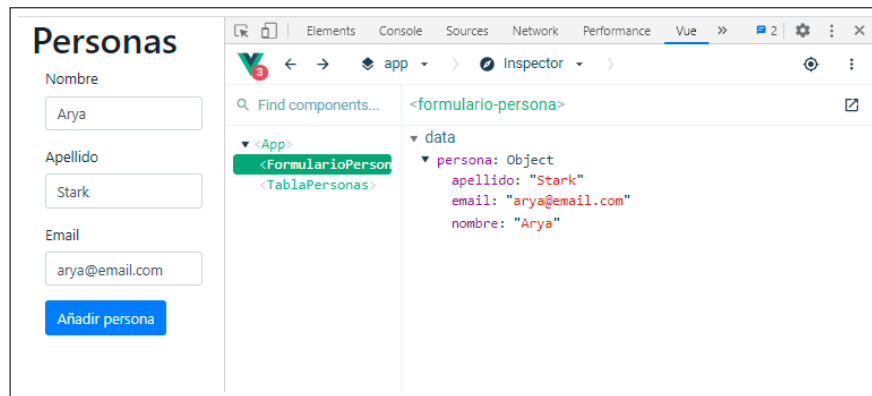 Personas
Nombre
Arya
Apellido
Stark
Email
arya@email.com
Añadir persona
Elements Console Sources Network Performance Vue » 2
3 app Inspector
Find components...
<formulario-persona>
<App>
<FormularioPerson
<TablaPersonas>
data
persona: Object
apellido: "Stark"
email: "arya@email.com"
nombre: "Arya"